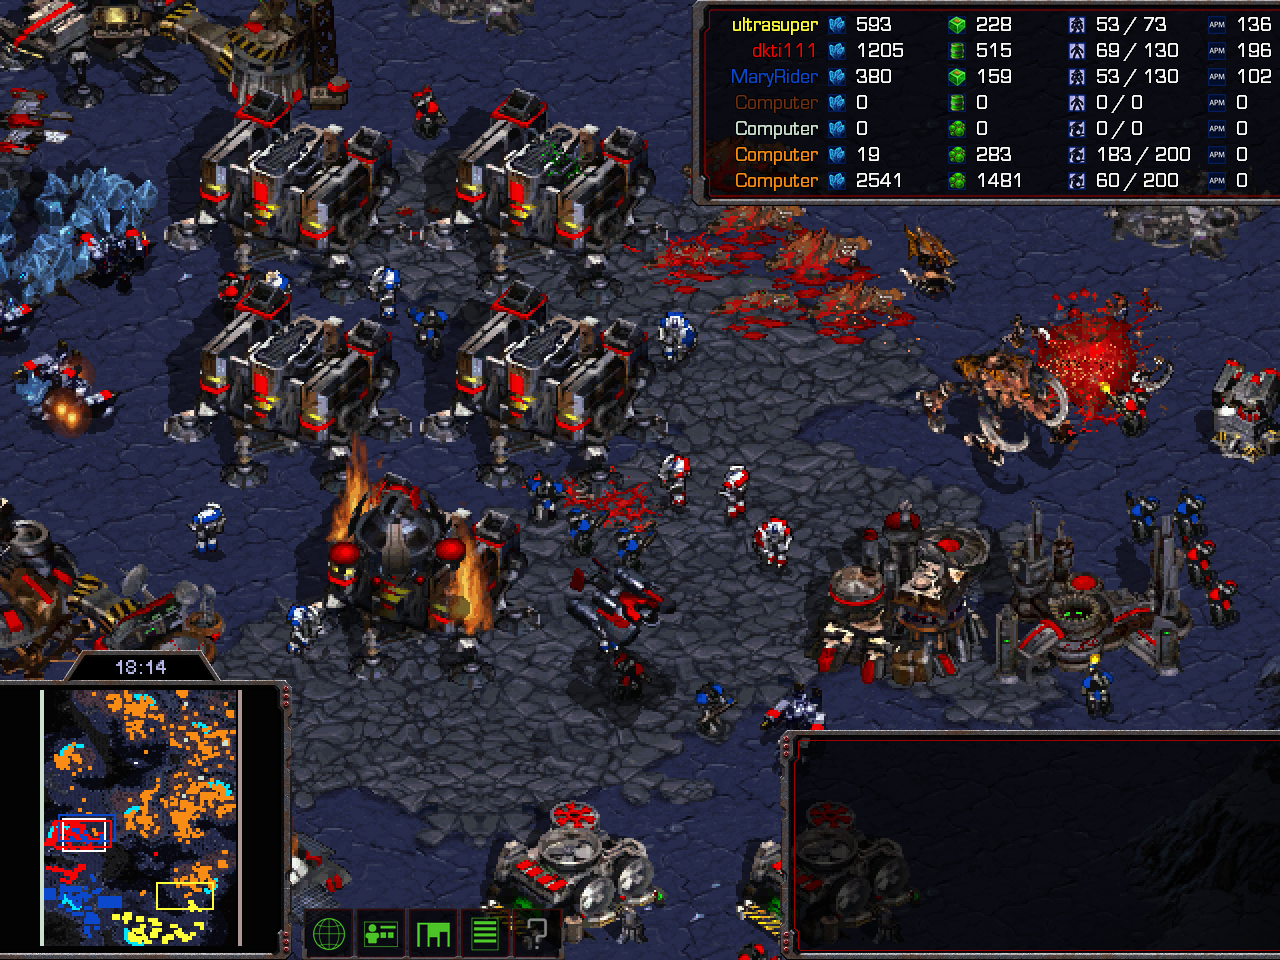 ultrasuper 593 228 53 / 73 APM 136
dkti111 1205 515 69 / 130 APM 196
MaryRider 380 159 53 / 130 APM 102
Computer 0 0 0 / 0 APM 0
Computer 0 0 0 / 0 APM 0
Computer 19 283 183 / 200 APM 0
Computer 2541 1481 60 / 200 APM 0
18:14